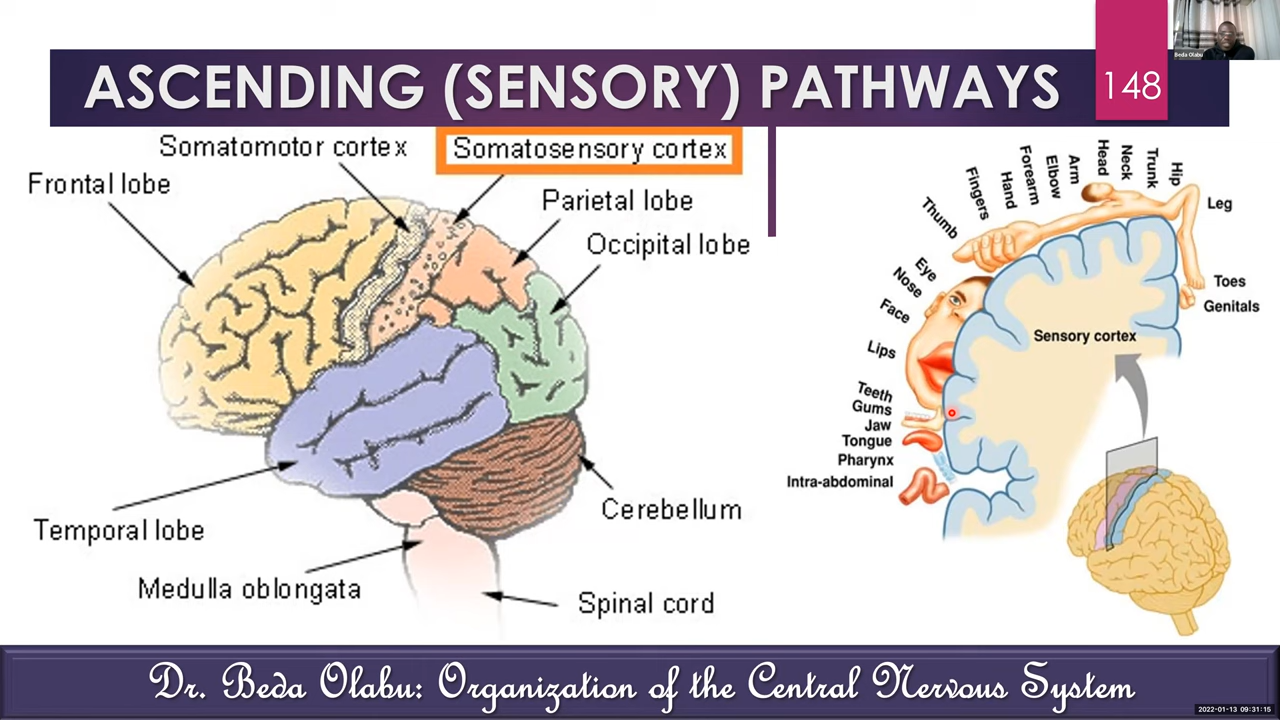 ASCENDING (SENSORY) PATHWAYS
148
Beda Olabu
Somatomotor cortex
Somatosensory cortex
Frontal lobe
Parietal lobe
Occipital lobe
Temporal lobe
Medulla oblongata
Cerebellum
Spinal cord
Head
Neck
Trunk
Hip
Arm
Elbow
Forearm
Hand
Fingers
Thumb
Leg
Eye
Nose
Face
Lips
Toes
Genitals
Sensory cortex
Teeth
Gums
Jaw
Tongue
Pharynx
Intra-abdominal
Dr. Beda Olabu: Organization of the Central Nervous System
2022-01-13 09:31:15